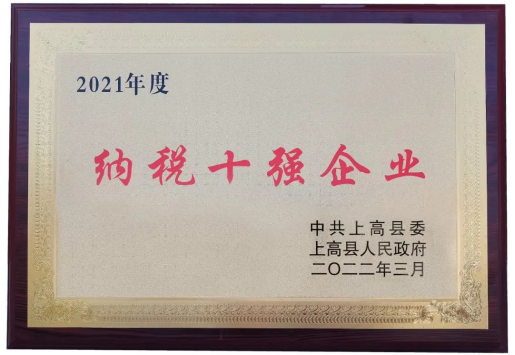 2021年度
纳税十强企业
中共上高县委
上高县人民政府
二〇二二年三月